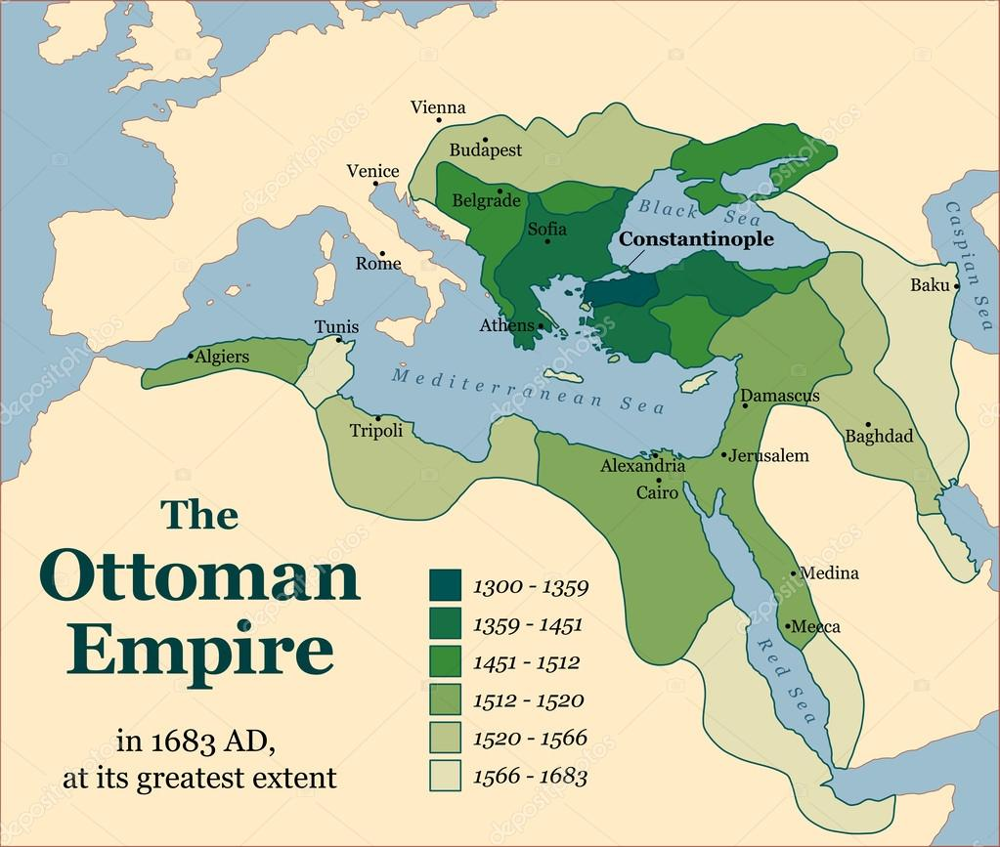 Vienna
Budapest
Venice
Belgrade
Black Sea
Sofia
Constantinople
Caspian Sea
Rome
Baku
Athens
Tunis
Algiers
Mediterranean Sea
Damascus
Tripoli
Baghdad
Jerusalem
Alexandria
Cairo
Medina
Mecca
Red Sea
The
Ottoman
Empire
in 1683 AD,
at its greatest extent
1300 - 1359
1359 - 1451
1451 - 1512
1512 - 1520
1520 - 1566
1566 - 1683
depositphotos